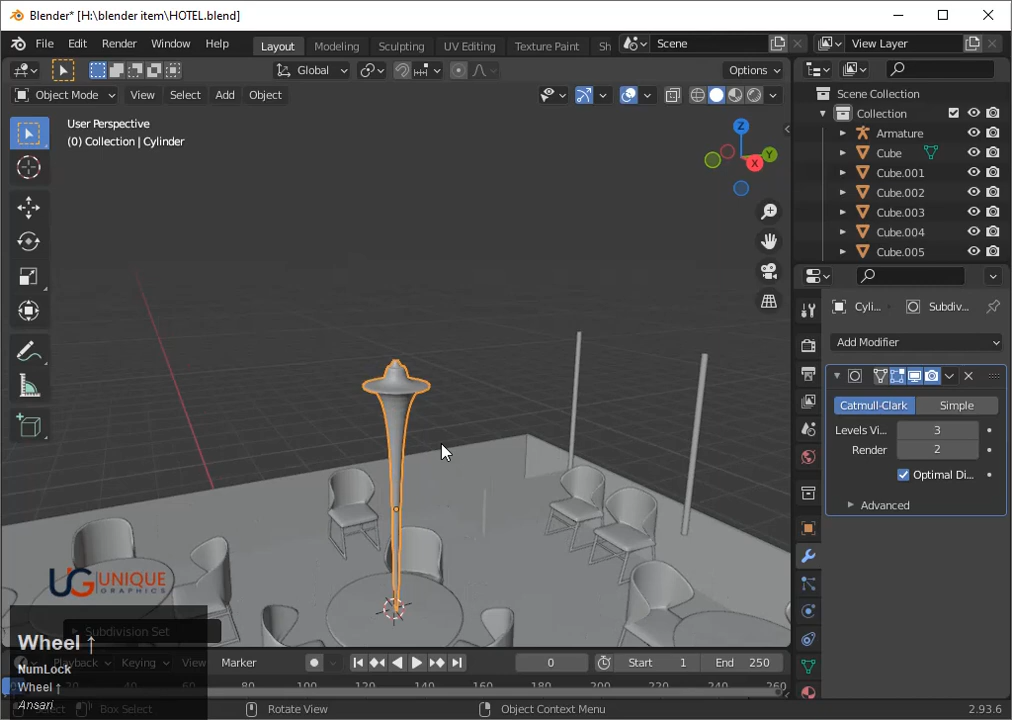 Blender* [H:\blender item\HOTEL.blend]
File Edit Render Window Help
Layout Modeling Sculpting UV Editing Texture Paint Sh
Scene
View Layer
Global
Options
Object Mode View Select Add Object
User Perspective
(0) Collection | Cylinder
Z
Y
X
Scene Collection
Collection
Armature
Cube
Cube.001
Cube.002
Cube.003
Cube.004
Cube.005
Cyli...
Subdiv...
Add Modifier
Catmull-Clark Simple
Levels Vi... 3
Render 2
Optimal Di...
Advanced
UG UNIQUE
GRAPHICS
Subdivision Set
Wheel ↑
NumLock
Wheel ↑
Ansari
Playback Keying View Marker
0
Start 1
End 250
80 100 120 140 160 180 200 220 240 260
Select
Box Select
Rotate View
Object Context Menu
2.93.6